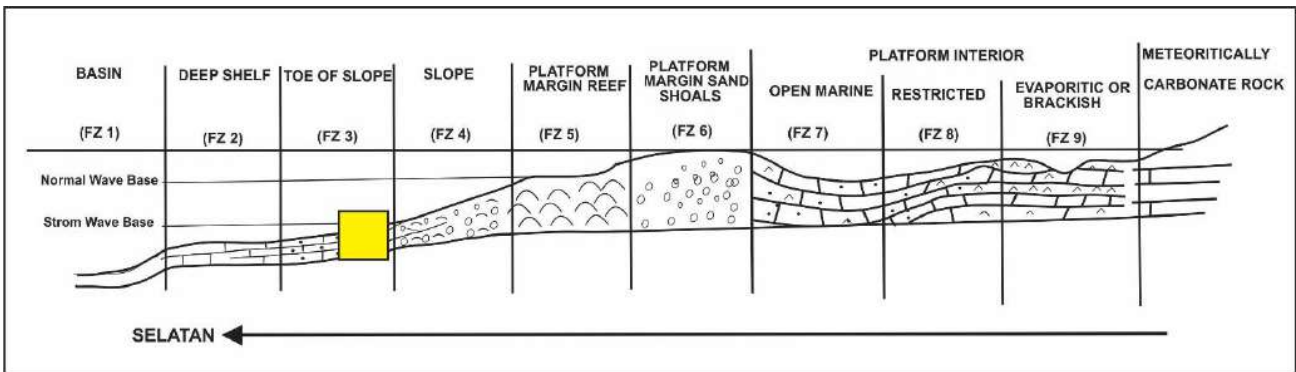 BASIN
(FZ 1)
DEEP SHELF
(FZ 2)
TOE OF SLOPE
(FZ 3)
SLOPE
(FZ 4)
PLATFORM
MARGIN REEF
(FZ 5)
PLATFORM
MARGIN SAND
SHOALS
(FZ 6)
PLATFORM INTERIOR
OPEN MARINE
(FZ 7)
RESTRICTED
(FZ 8)
EVAPORITIC OR
BRACKISH
(FZ 9)
METEORITICALLY
CARBONATE ROCK
Normal Wave Base
Strom Wave Base
SELATAN